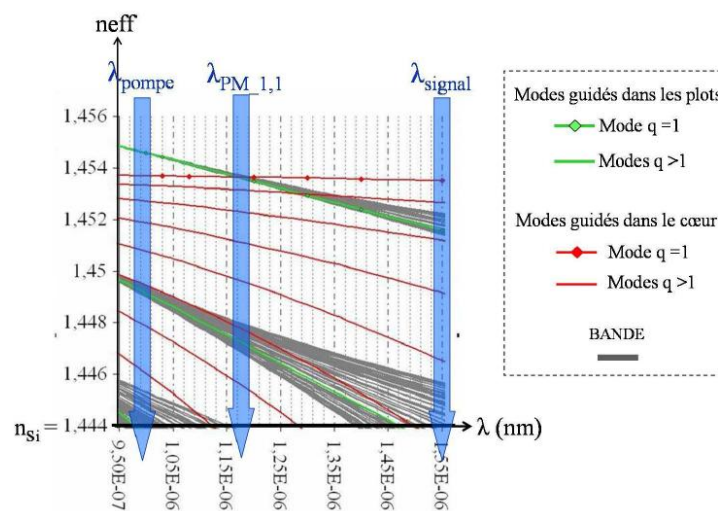 neff
λpompe λPM_1,1 λsignal
1,456
1,454
1,452
1,45
1,448
1,446
nSi = 1,444
λ (nm)
9,50E-07
1,05E-06
1,15E-06
1,25E-06
1,35E-06
1,45E-06
1,55E-06
Modes guidés dans les plots
Mode q =1
Modes q >1
Modes guidés dans le cœur
Mode q =1
Modes q >1
BANDE